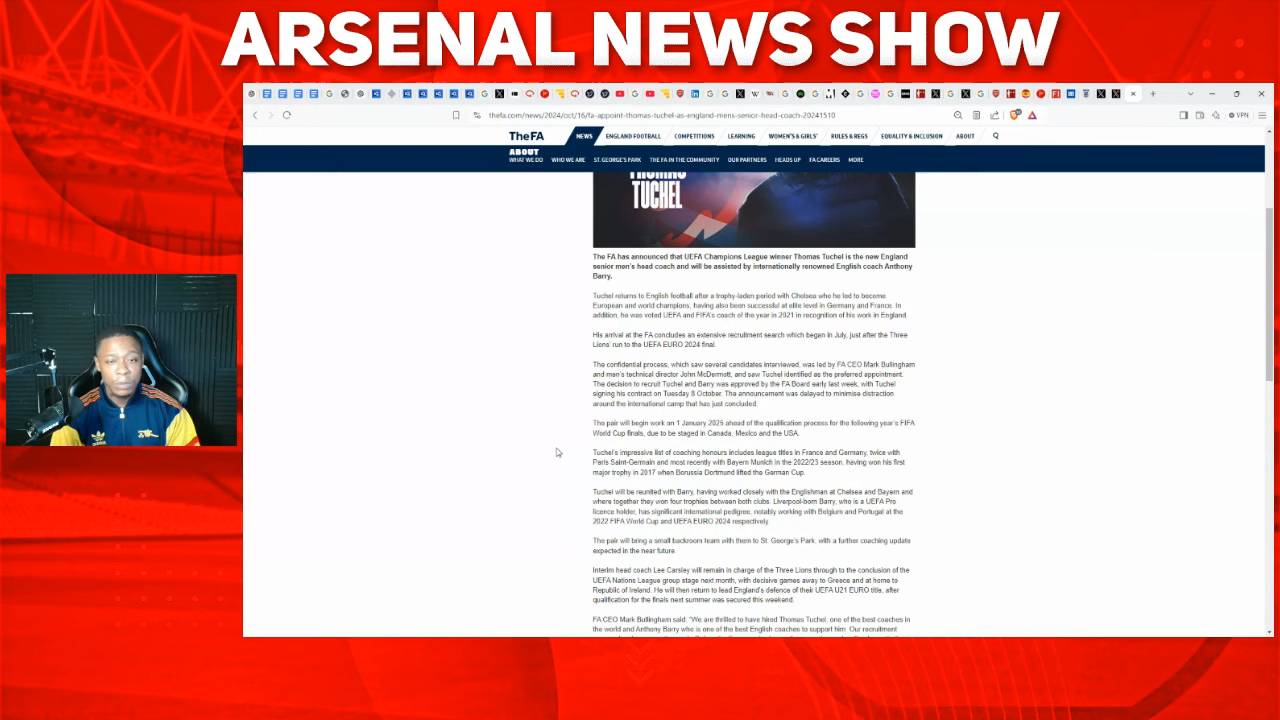 ARSENAL NEWS SHOW
thefa.com/news/2024/oct/16/fa-appoint-thomas-tuchel-as-england-mens-senior-head-coach-20241510
VPN
TheFA
NEWS
ENGLAND FOOTBALL
COMPETITIONS
LEARNING
WOMEN'S & GIRLS'
RULES & REGS
EQUALITY & INCLUSION
ABOUT
ABOUT
WHAT WE DO
WHO WE ARE
ST. GEORGE'S PARK
THE FA IN THE COMMUNITY
OUR PARTNERS
HEADS UP
FA CAREERS
MORE
THOMAS
TUCHEL
The FA has announced that UEFA Champions League winner Thomas Tuchel is the new England
senior men's head coach and will be assisted by internationally renowned English coach Anthony
Barry.
Tuchel returns to English football after a trophy-laden period with Chelsea who he led to become
European and world champions, having also been successful at elite level in Germany and France. In
addition, he was voted UEFA and FIFA's coach of the year in 2021 in recognition of his work in England.
His arrival at the FA concludes an extensive recruitment search which began in July, just after the Three
Lions' run to the UEFA EURO 2024 final.
The confidential process, which saw several candidates interviewed, was led by FA CEO Mark Bullingham
and men's technical director John McDermott, and saw Tuchel identified as the preferred appointment.
The decision to recruit Tuchel and Barry was approved by the FA Board early last week, with Tuchel
signing his contract on Tuesday 8 October. The announcement was delayed to minimise distraction
around the international camp that has just concluded.
The pair will begin work on 1 January 2025 ahead of the qualification process for the following year's FIFA
World Cup finals, due to be staged in Canada, Mexico and the USA.
Tuchel's impressive list of coaching honours includes league titles in France and Germany, twice with
Paris Saint-Germain and most recently with Bayern Munich in the 2022/23 season, having won his first
major trophy in 2017 when Borussia Dortmund lifted the German Cup.
Tuchel will be reunited with Barry, having worked closely with the Englishman at Chelsea and Bayern and
where together they won four trophies between both clubs. Liverpool-born Barry, who is a UEFA Pro
licence holder, has significant international pedigree, notably working with Belgium and Portugal at the
2022 FIFA World Cup and UEFA EURO 2024 respectively.
The pair will bring a small backroom team with them to St. George's Park, with a further coaching update
expected in the near future.
Interim head coach Lee Carsley will remain in charge of the Three Lions through to the conclusion of the
UEFA Nations League group stage next month, with decisive games away to Greece and at home to
Republic of Ireland. He will then return to lead England's defence of their UEFA U21 EURO title, after
qualification for the finals next summer was secured this weekend.
FA CEO Mark Bullingham said: "We are thrilled to have hired Thomas Tuchel, one of the best coaches in
the world and Anthony Barry who is one of the best English coaches to support him. Our recruitment